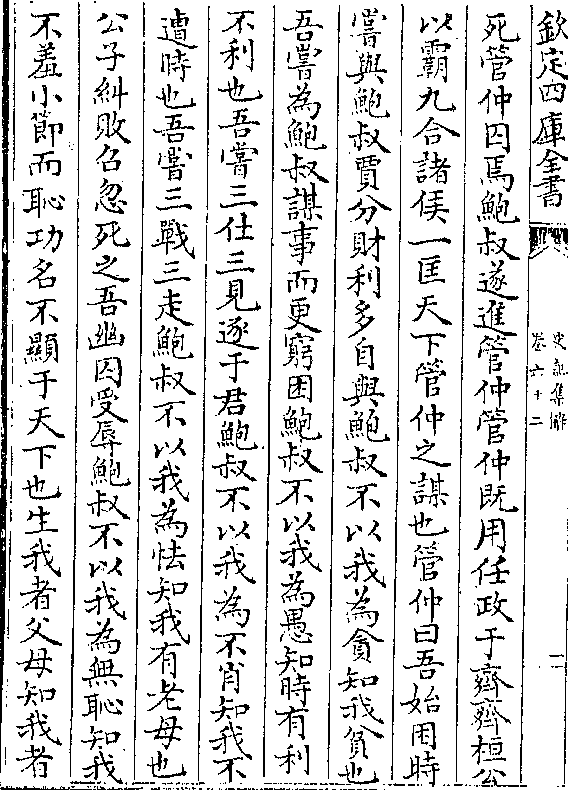 欽定四庫全書
史記集解
卷六十二
一
死管仲囚焉鮑叔遂進管仲管仲既用任政于齊齊桓公
以霸九合諸侯一匡天下管仲之謀也管仲曰吾始困時
嘗與鮑叔賈分財利多自與鮑叔不以我為貪知我貧也
吾嘗為鮑叔謀事而更窮困鮑叔不以我為愚知時有利
不利也吾嘗三仕三見逐于君鮑叔不以我為不肖知我不
遭時也吾嘗三戰三走鮑叔不以我為怯知我有老母也
公子糾敗召忽死之吾幽囚受辱鮑叔不以我為無恥知我
不羞小節而恥功名不顯于天下也生我者父母知我者